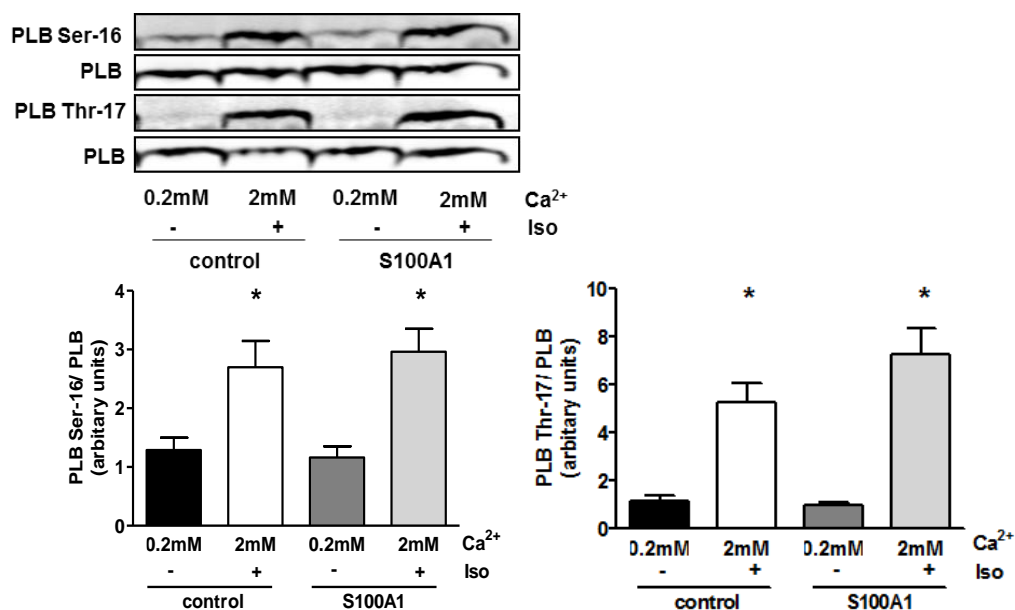 PLB Ser-16
PLB
PLB Thr-17
PLB
0.2mM 2mM 0.2mM 2mM Ca²⁺
- + - + Iso
control S100A1
PLB Ser-16/ PLB
(arbitary units)
4
3
2
1
0
* *
0.2mM 2mM 0.2mM 2mM Ca²⁺
- + - + Iso
control S100A1
PLB Thr-17/ PLB
(arbitary units)
10
8
6
4
2
0
* *
0.2mM 2mM 0.2mM 2mM Ca²⁺
- + - + Iso
control S100A1